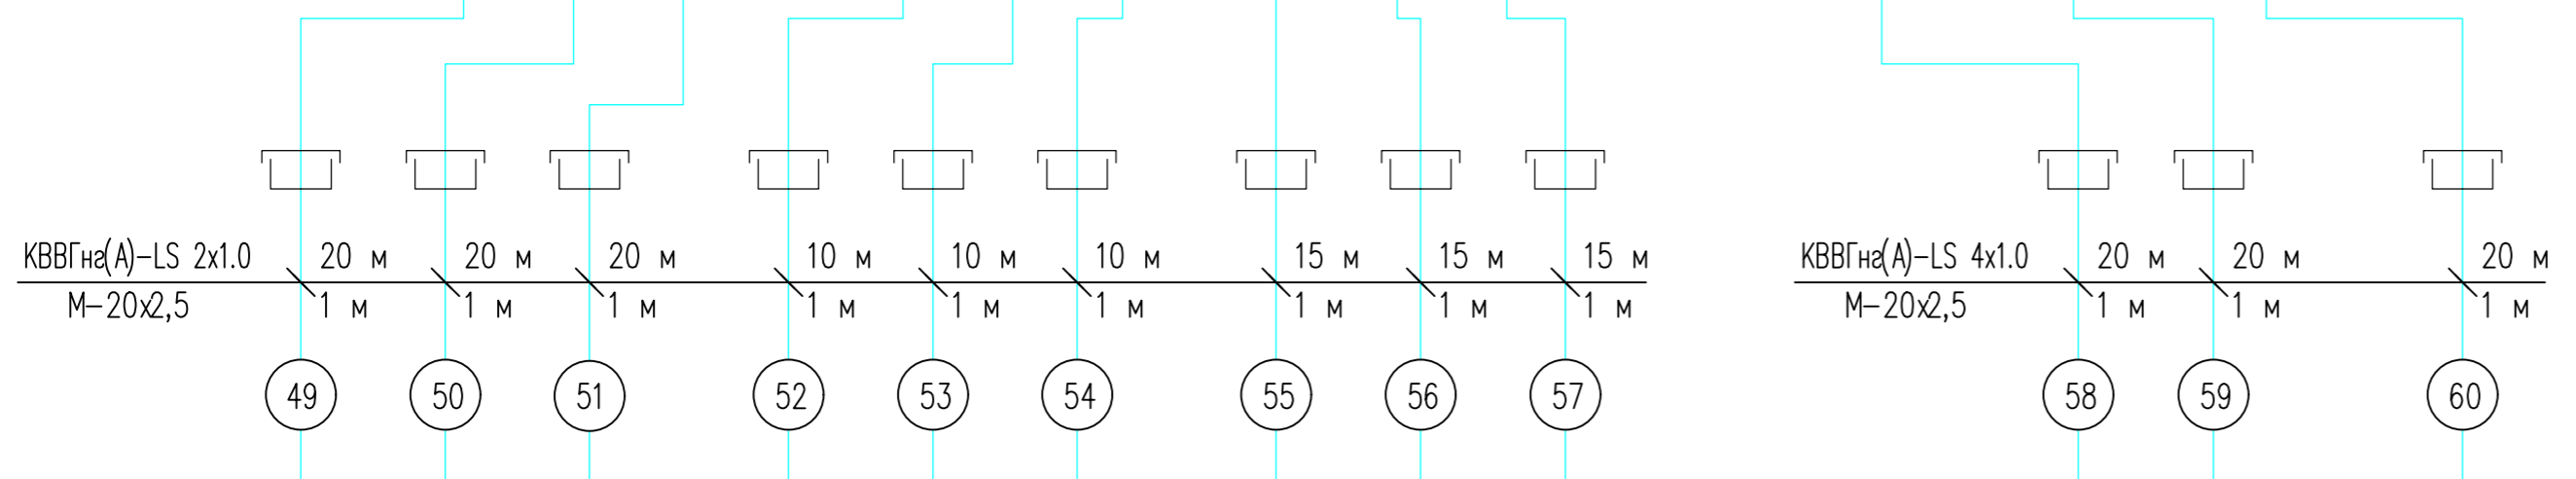 КВВГнг(А)-LS 2x1.0 20 м 20 м 20 м 10 м 10 м 10 м 15 м 15 м 15 м КВВГнг(А)-LS 4x1.0 20 м 20 м 20 м
М-20x2,5 1 м 1 м 1 м 1 м 1 м 1 м 1 м 1 м 1 м М-20x2,5 1 м 1 м 1 м
49 50 51 52 53 54 55 56 57 58 59 60